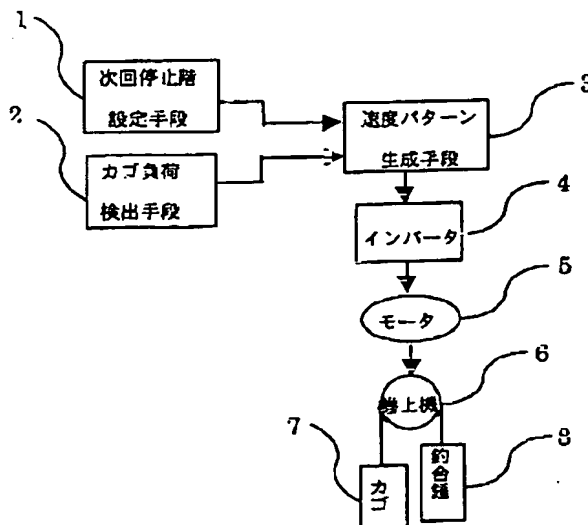 1
次回停止階
設定手段
2
カゴ負荷
検出手段
3
速度パターン
生成手段
4
インバータ
5
モータ
6
巻上機
7
カゴ
8
釣合錘